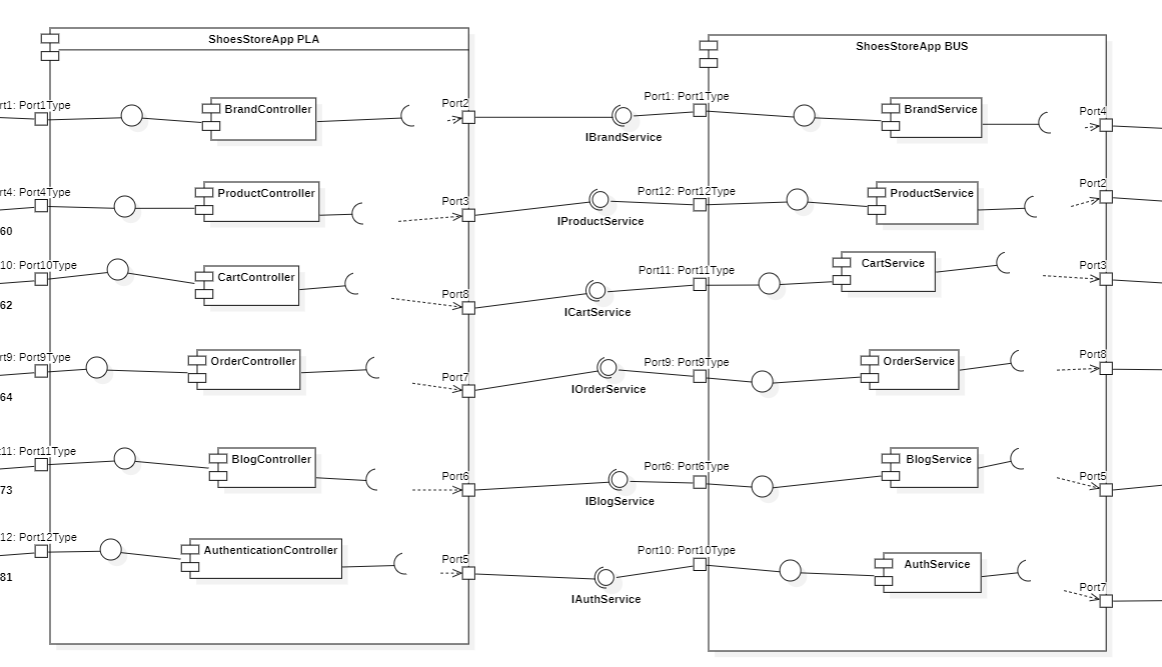 ShoesStoreApp PLA
ShoesStoreApp BUS
rt1: Port1Type
BrandController
Port2
IBrandService
Port1: Port1Type
BrandService
Port4
rt4: Port4Type
60
ProductController
Port3
IProductService
Port12: Port12Type
ProductService
Port2
10: Port10Type
62
CartController
Port8
ICartService
Port11: Port11Type
CartService
Port3
rt9: Port9Type
64
OrderController
Port7
IOrderService
Port9: Port9Type
OrderService
Port8
:11: Port11Type
73
BlogController
Port6
IBlogService
Port6: Port6Type
BlogService
Port5
12: Port12Type
81
AuthenticationController
Port5
IAuthService
Port10: Port10Type
AuthService
Port7